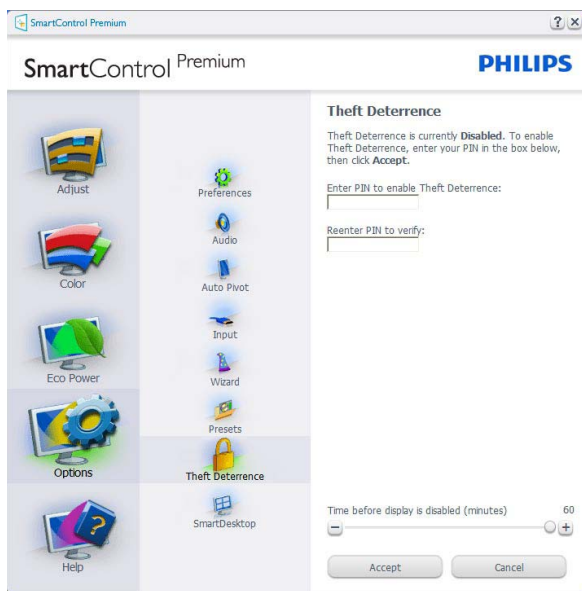 SmartControl Premium
? x
SmartControl Premium
PHILIPS
Adjust
Color
Eco Power
Options
Help
Preferences
Audio
Auto Pivot
Input
Wizard
Presets
Theft Deterrence
SmartDesktop
Theft Deterrence
Theft Deterrence is currently Disabled. To enable
Theft Deterrence, enter your PIN in the box below,
then click Accept.
Enter PIN to enable Theft Deterrence:
Reenter PIN to verify:
Time before display is disabled (minutes) 60
Accept Cancel